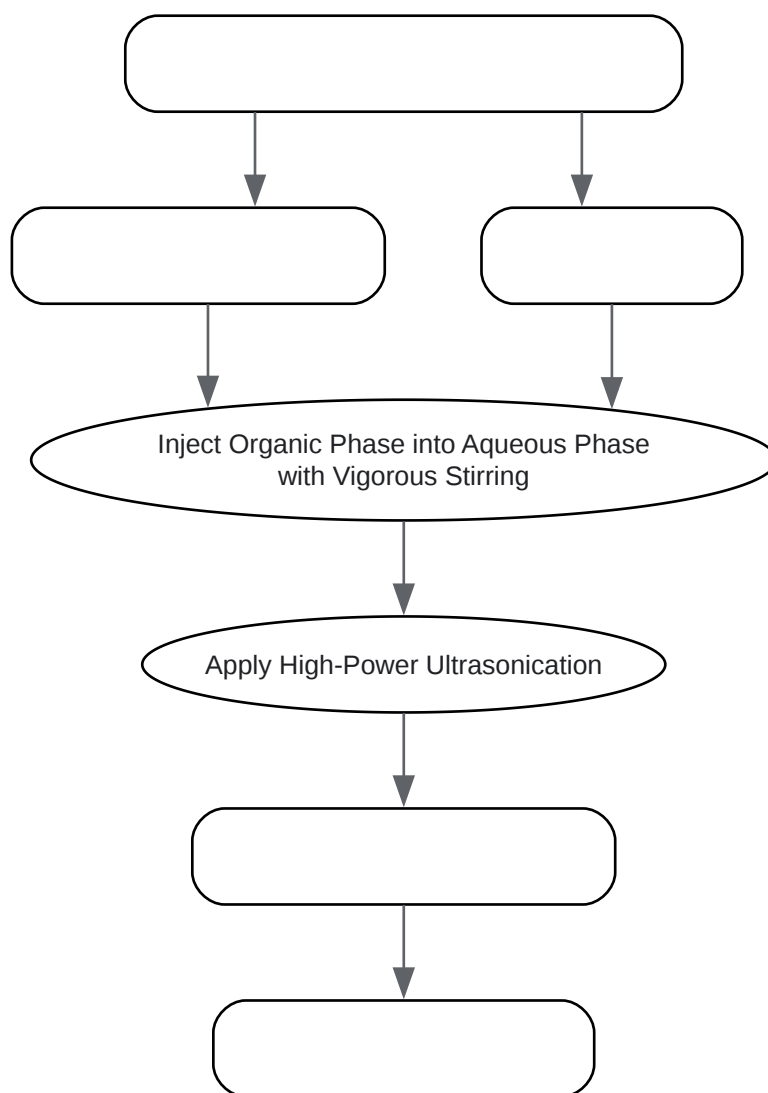 Inject Organic Phase into Aqueous Phase
with Vigorous Stirring
Apply High-Power Ultrasonication